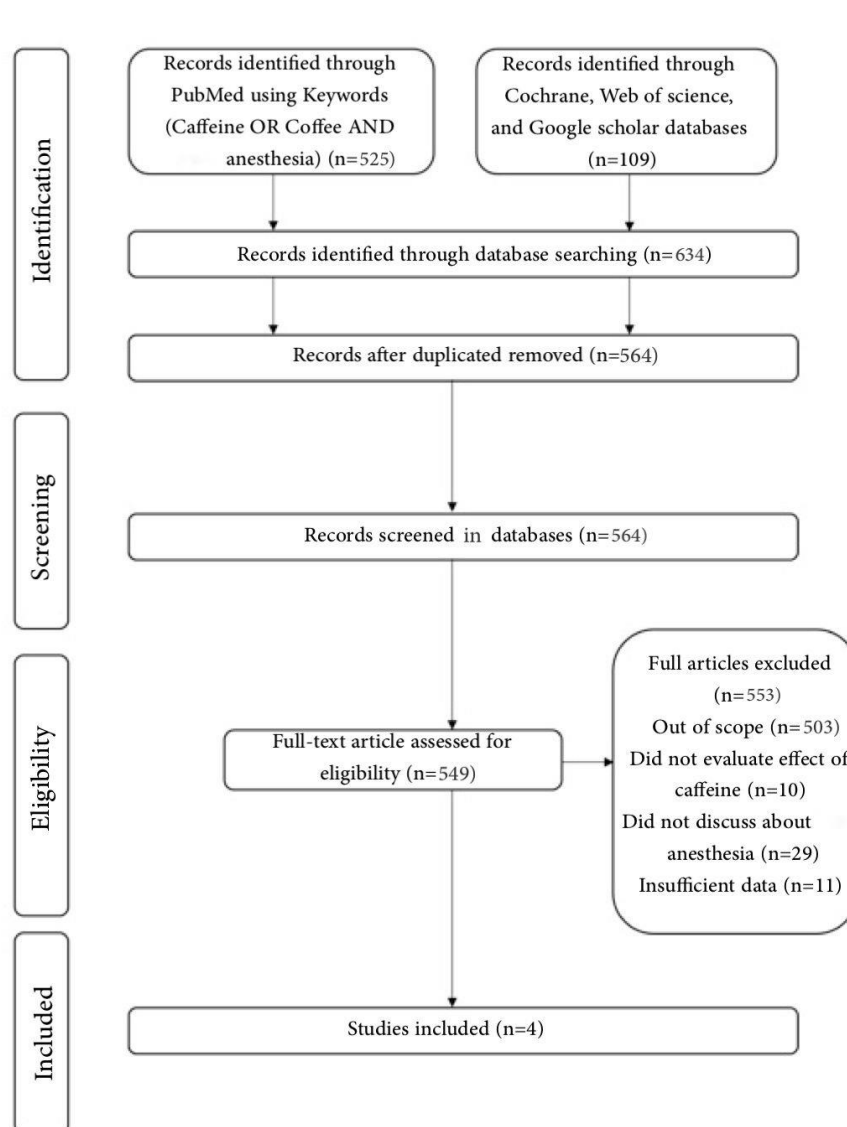 Identification
Records identified through
PubMed using Keywords
(Caffeine OR Coffee AND
anesthesia) (n=525)
Records identified through
Cochrane, Web of science,
and Google scholar databases
(n=109)
Records identified through database searching (n=634)
Records after duplicated removed (n=564)
Screening
Records screened in databases (n=564)
Eligibility
Full-text article assessed for
eligibility (n=549)
Full articles excluded
(n=553)
Out of scope (n=503)
Did not evaluate effect of
caffeine (n=10)
Did not discuss about
anesthesia (n=29)
Insufficient data (n=11)
Included
Studies included (n=4)